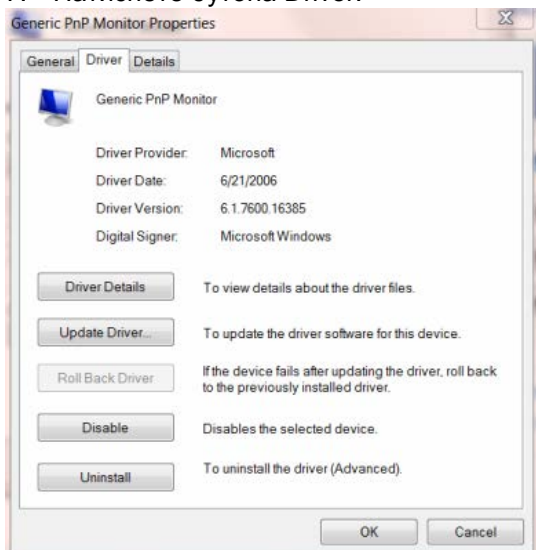 Generic PnP Monitor Properties
General Driver Details
Generic PnP Monitor
Driver Provider: Microsoft
Driver Date: 6/21/2006
Driver Version: 6.1.7600.16385
Digital Signer: Microsoft Windows
Driver Details To view details about the driver files.
Update Driver... To update the driver software for this device.
Roll Back Driver If the device fails after updating the driver, roll back
to the previously installed driver.
Disable Disables the selected device.
Uninstall To uninstall the driver (Advanced).
OK Cancel